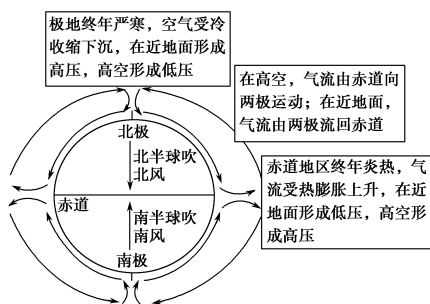 极地终年严寒，空气受冷
收缩下沉，在近地面形成
高压，高空形成低压
在高空，气流由赤道向
两极运动；在近地面，
气流由两极流回赤道
北极
北半球吹
北风
赤道地区终年炎热，气
流受热膨胀上升，在近
地面形成低压，高空形
成高压
赤道
南半球吹
南风
南极